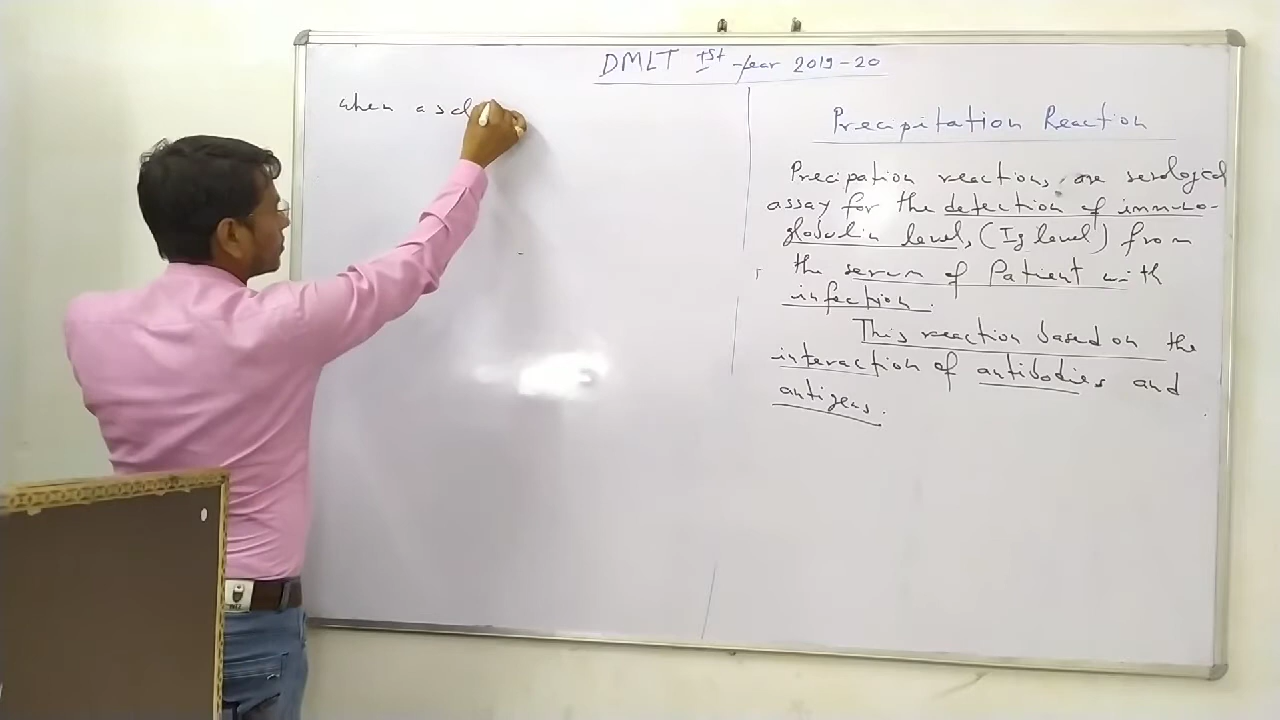 DMLT Ist year 2019-20
when a sol
Precipitation Reaction
Precipation reactions are serological
assay for the detection of immuno-
globulin level, (Ig level) from
the serum of Patient with
infection.
This reaction based on the
interaction of antibodies and
antigens.